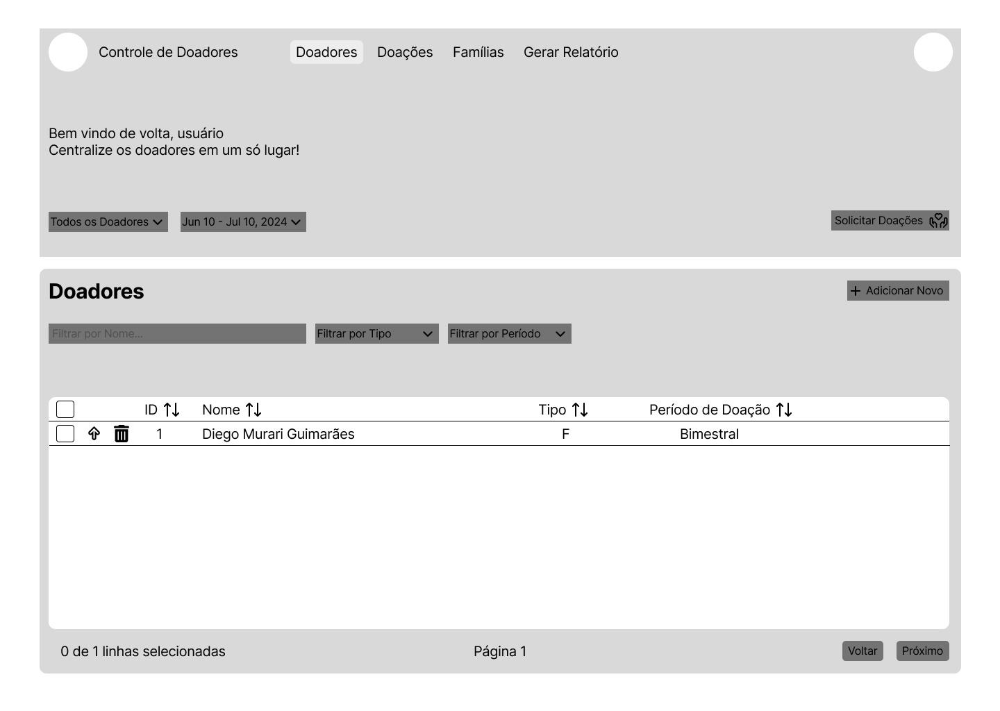 Controle de Doadores
Doadores
Doações
Famílias
Gerar Relatório
Bem vindo de volta, usuário
Centralize os doadores em um só lugar!
Todos os Doadores
Jun 10 - Jul 10, 2024
Solicitar Doações
Doadores
Adicionar Novo
Filtrar por Nome...
Filtrar por Tipo
Filtrar por Período
ID Nome Tipo Período de Doação
1 Diego Murari Guimarães F Bimestral
0 de 1 linhas selecionadas
Página 1
Voltar
Próximo